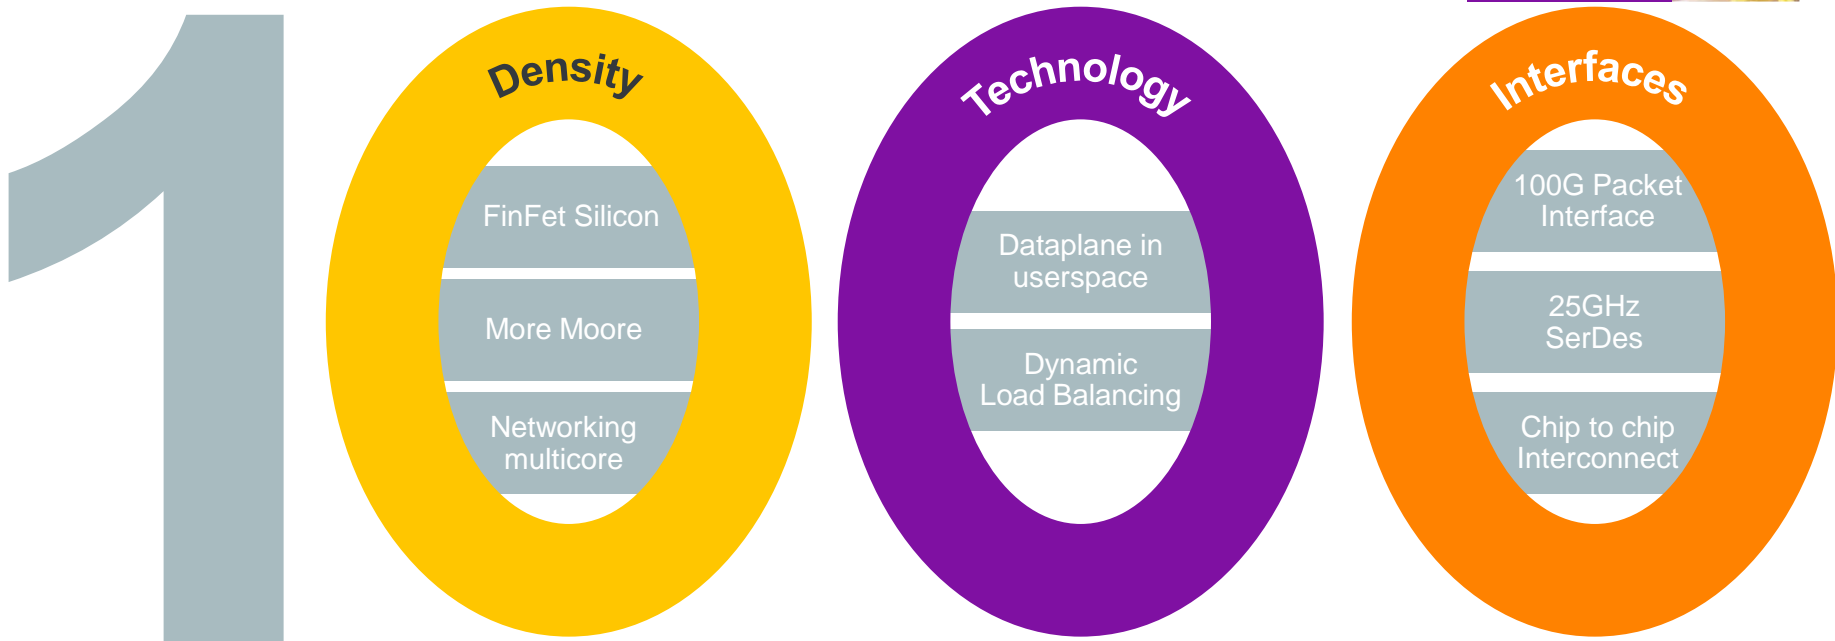 1
Density
FinFet Silicon
More Moore
Networking
multicore
Technology
Dataplane in
userspace
Dynamic
Load Balancing
Interfaces
100G Packet
Interface
25GHz
SerDes
Chip to chip
Interconnect